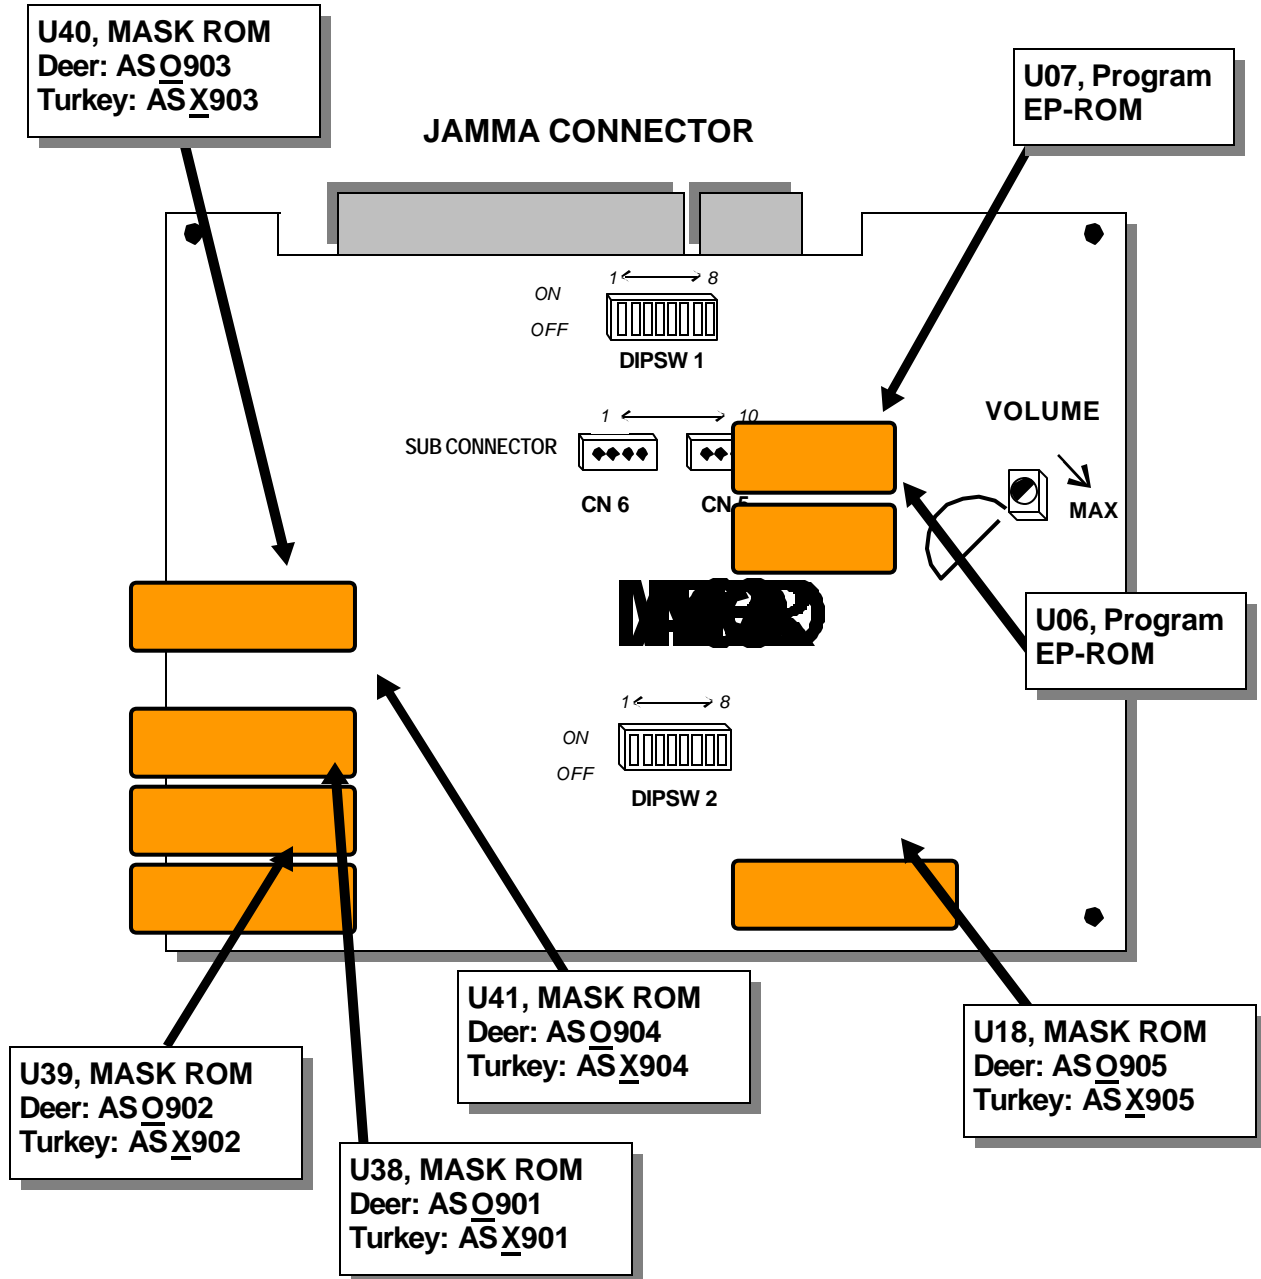 U40, MASK ROM
Deer: ASO903
Turkey: ASX903
U07, Program
EP-ROM
JAMMA CONNECTOR
1 8
ON
OFF
DIPSW 1
1 10
SUB CONNECTOR
CN 6
CN 5
VOLUME
MAX
U06, Program
EP-ROM
1 8
ON
OFF
DIPSW 2
U41, MASK ROM
Deer: ASO904
Turkey: ASX904
U18, MASK ROM
Deer: ASO905
Turkey: ASX905
U39, MASK ROM
Deer: ASO902
Turkey: ASX902
U38, MASK ROM
Deer: ASO901
Turkey: ASX901